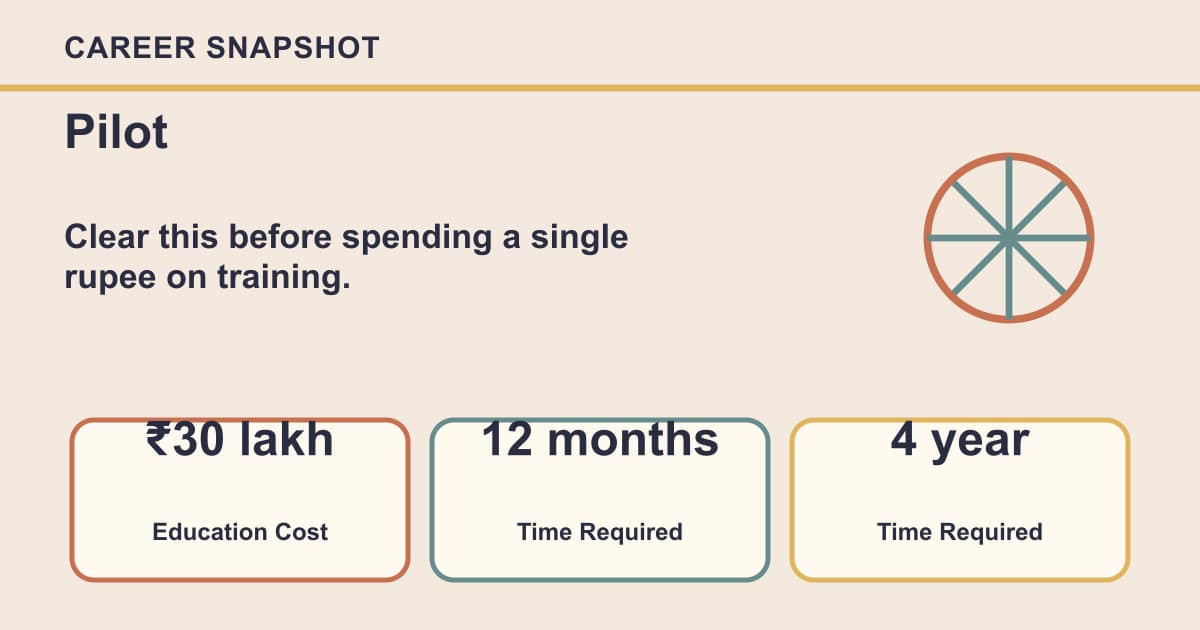 CAREER SNAPSHOT
Pilot
Clear this before spending a single
rupee on training.
₹30 lakh
Education Cost
12 months
Time Required
4 year
Time Required